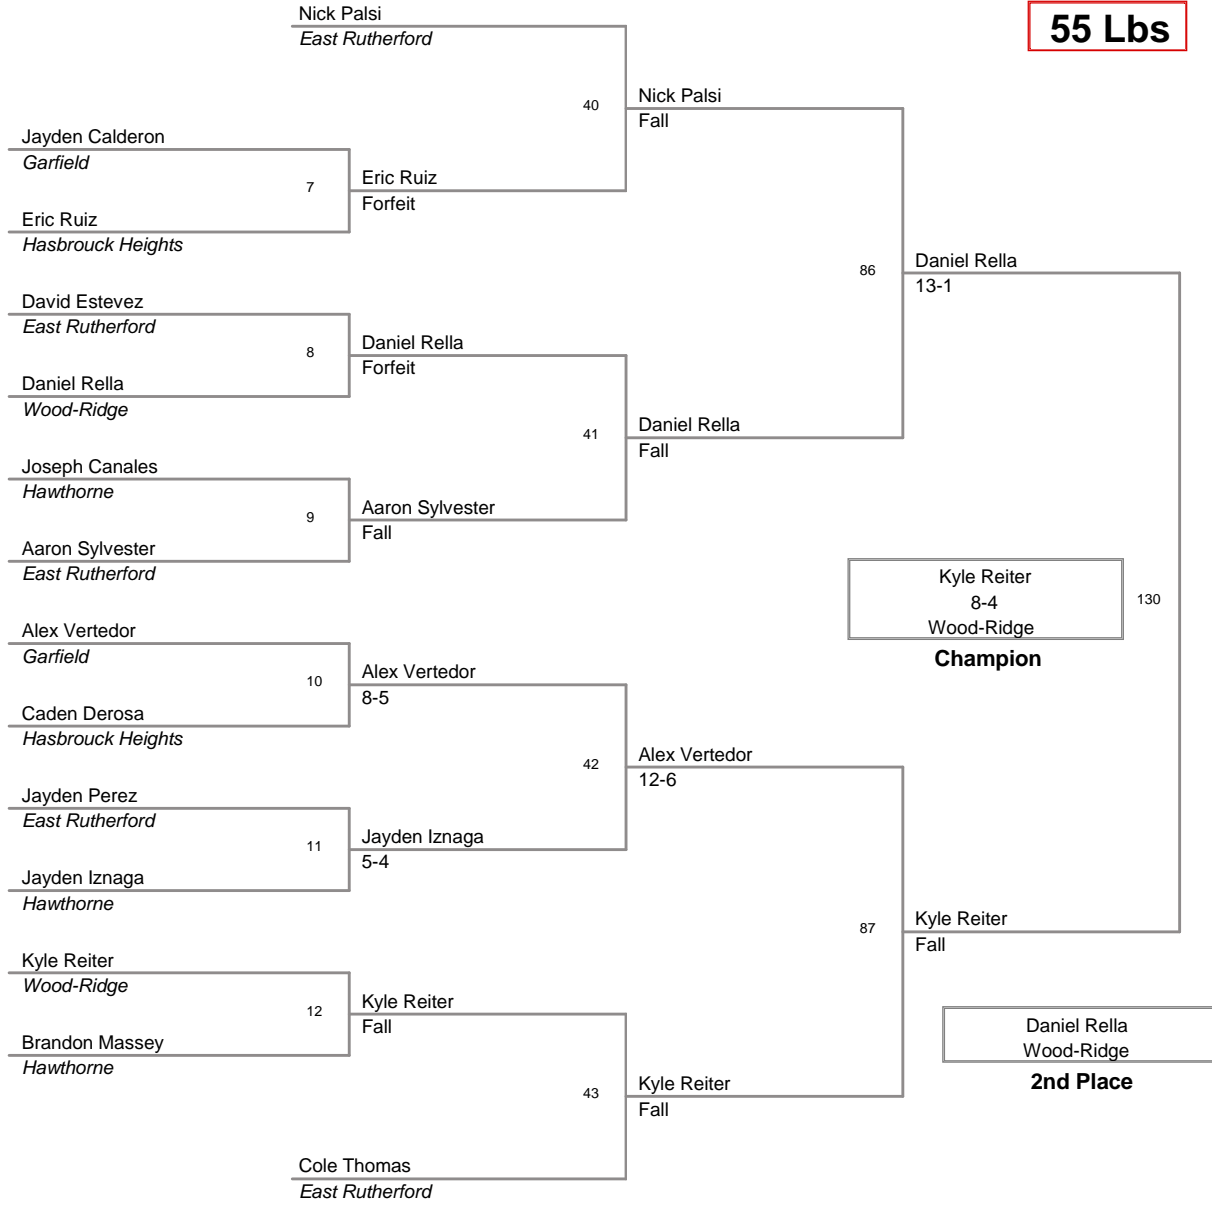 Nick Palsi
East Rutherford
55 Lbs
40
Nick Palsi
Fall
Jayden Calderon
Garfield
7
Eric Ruiz
Forfeit
Eric Ruiz
Hasbrouck Heights
86
Daniel Rella
13-1
David Estevez
East Rutherford
8
Daniel Rella
Forfeit
Daniel Rella
Wood-Ridge
41
Daniel Rella
Fall
Joseph Canales
Hawthorne
9
Aaron Sylvester
Fall
Aaron Sylvester
East Rutherford
Kyle Reiter
8-4
Wood-Ridge
Champion
130
Alex Vertedor
Garfield
10
Alex Vertedor
8-5
Caden Derosa
Hasbrouck Heights
42
Alex Vertedor
12-6
Jayden Perez
East Rutherford
11
Jayden Iznaga
5-4
Jayden Iznaga
Hawthorne
87
Kyle Reiter
Fall
Kyle Reiter
Wood-Ridge
12
Kyle Reiter
Fall
Brandon Massey
Hawthorne
Daniel Rella
Wood-Ridge
2nd Place
43
Kyle Reiter
Fall
Cole Thomas
East Rutherford